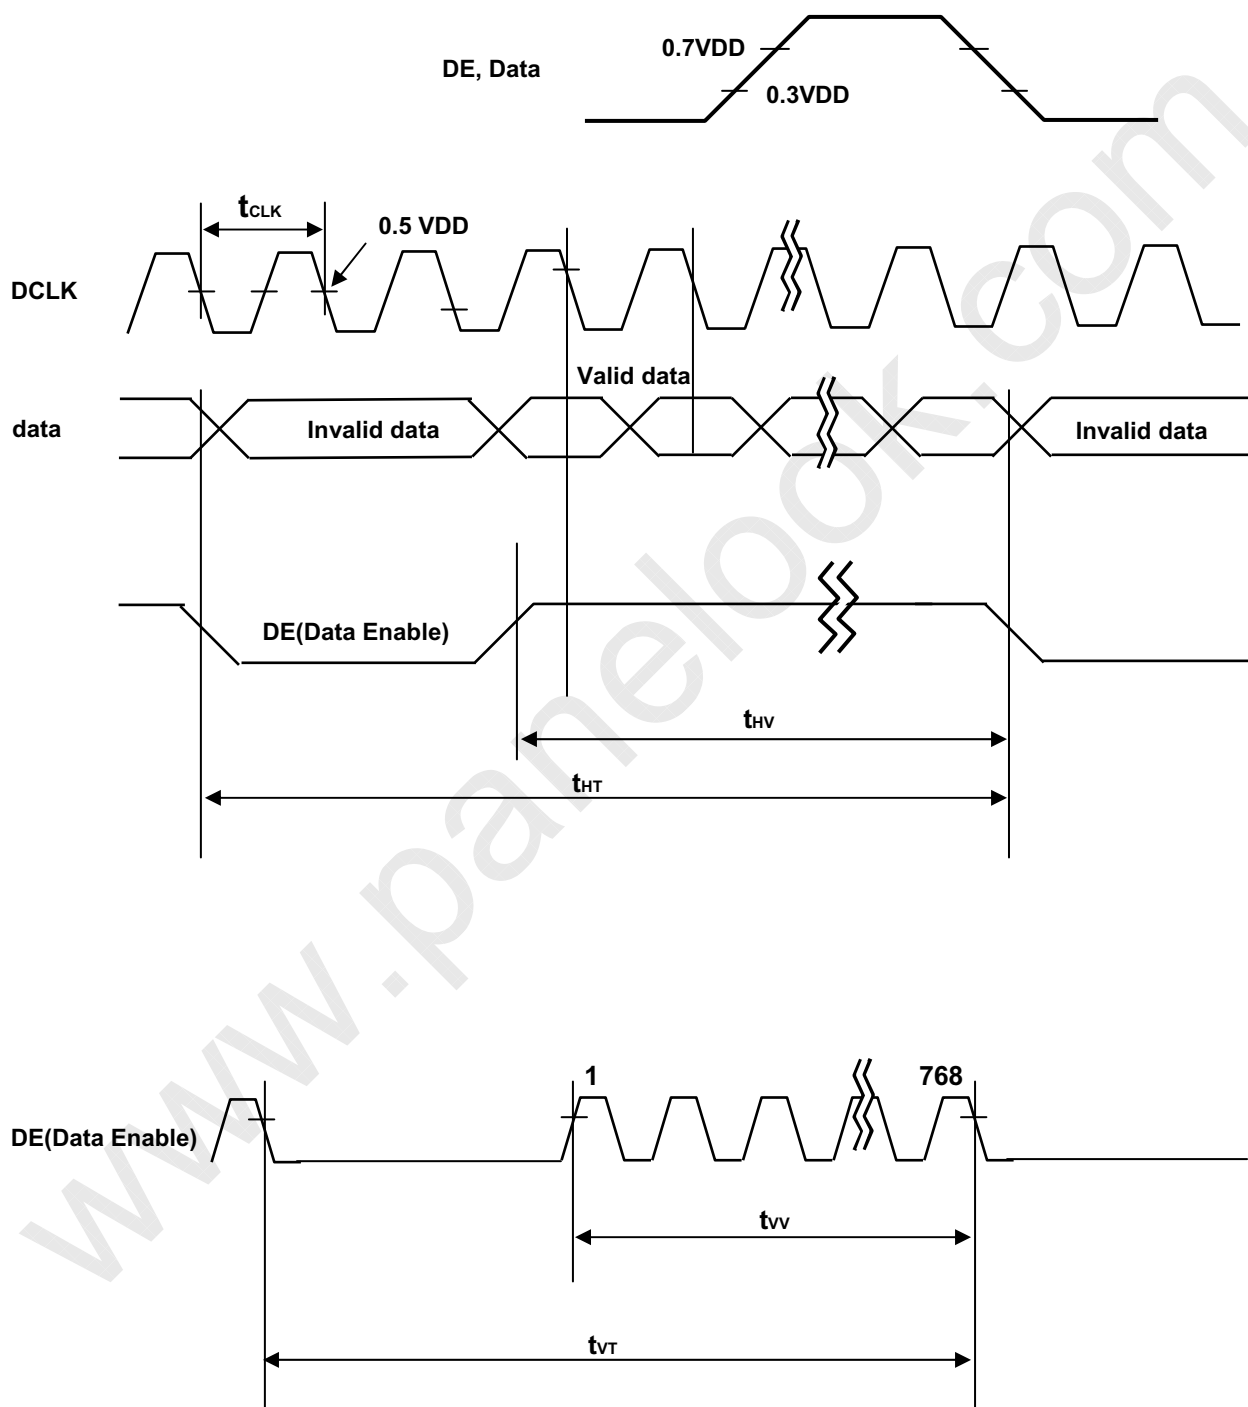 0.7VDD
DE, Data
0.3VDD
tCLK
0.5 VDD
DCLK
Valid data
data
Invalid data
Invalid data
DE(Data Enable)
tHV
tHT
1
768
DE(Data Enable)
tVV
tVT
www.panelook.com